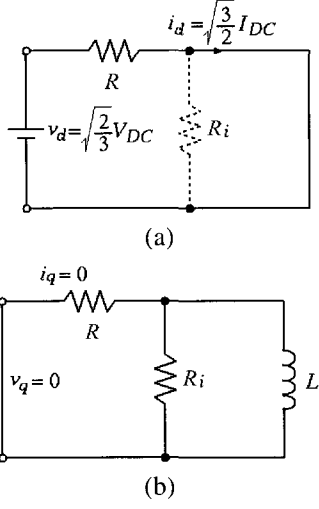 i_d = √(3/2) I_DC
R
v_d = √(2/3) V_DC
R_i
(a)
i_q = 0
R
v_q = 0
R_i
L
(b)